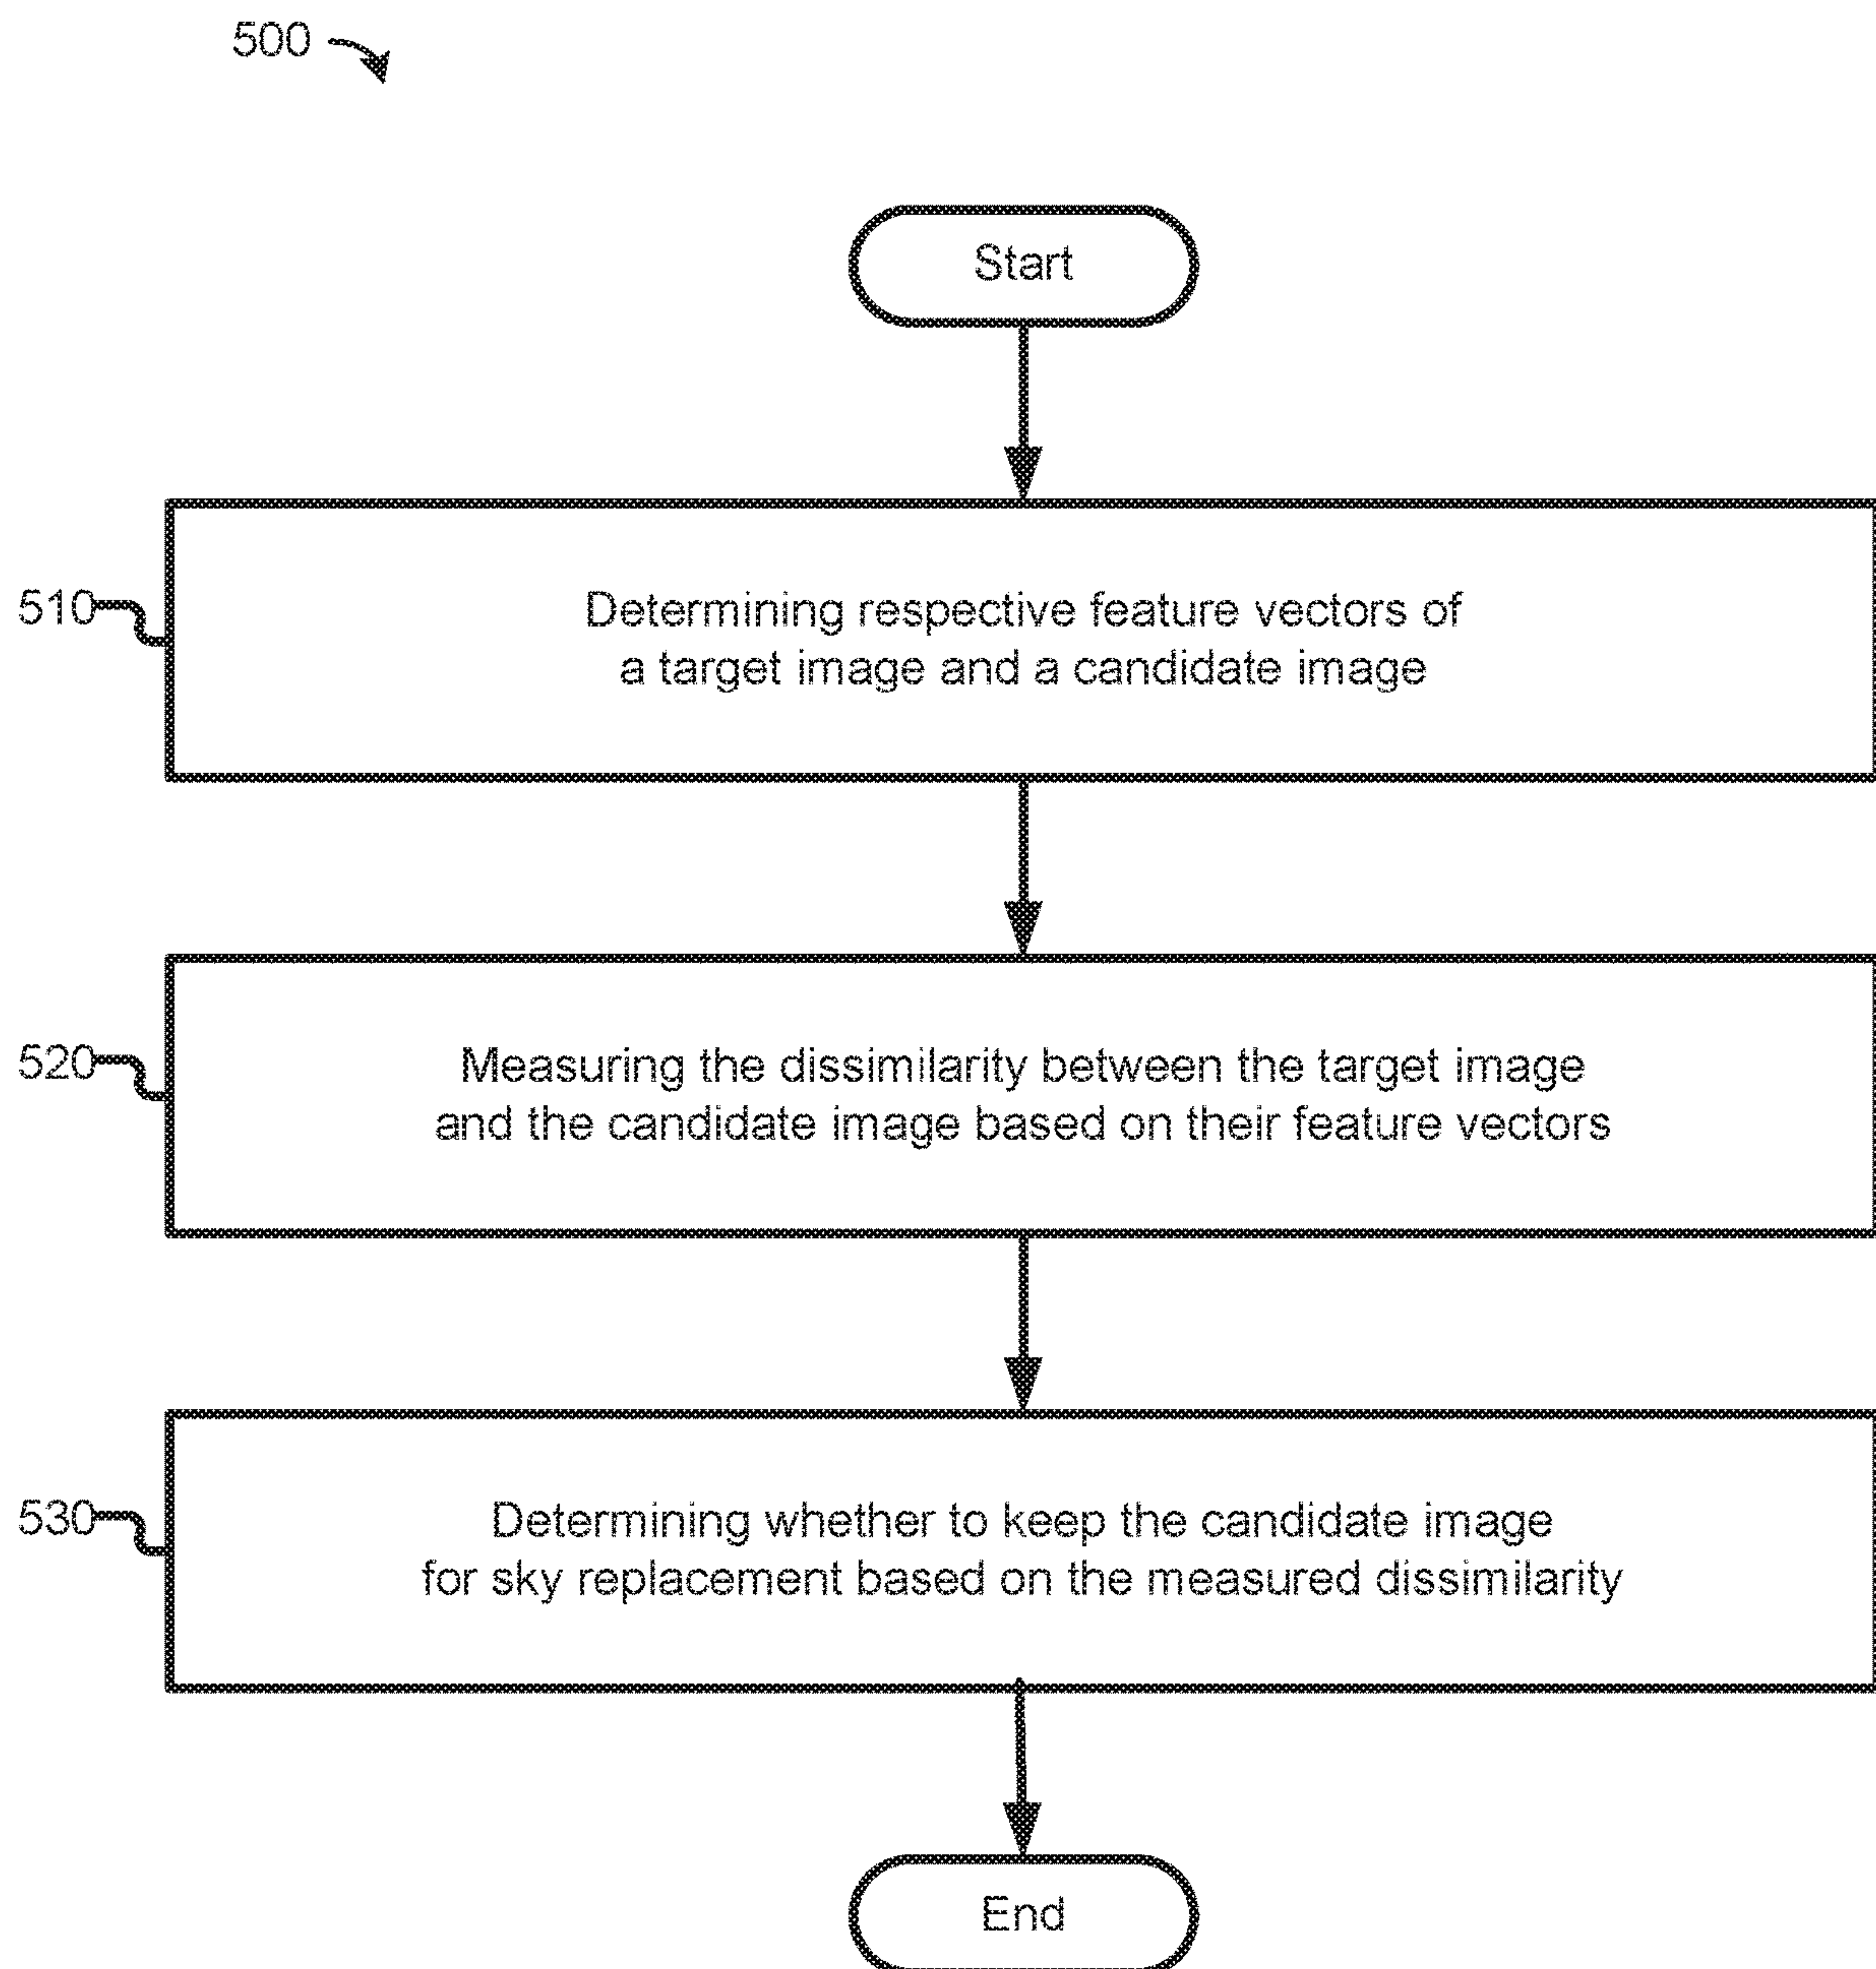 500
Start
510
Determining respective feature vectors of
a target image and a candidate image
520
Measuring the dissimilarity between the target image
and the candidate image based on their feature vectors
530
Determining whether to keep the candidate image
for sky replacement based on the measured dissimilarity
End